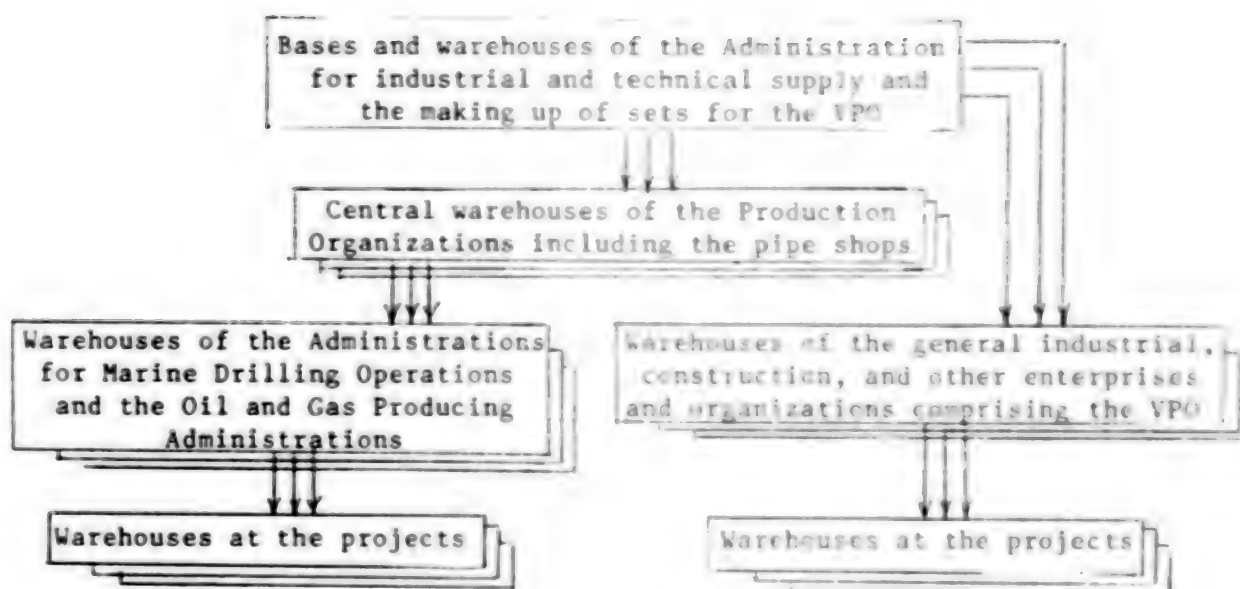 Bases and warehouses of the Administration
for industrial and technical supply and
the making up of sets for the VPO
Central warehouses of the Production
Organizations including the pipe shops
Warehouses of the Administrations
for Marine Drilling Operations
and the Oil and Gas Producing
Administrations
Warehouses of the general industrial,
construction, and other enterprises
and organizations comprising the VPO
Warehouses at the projects
Warehouses at the projects